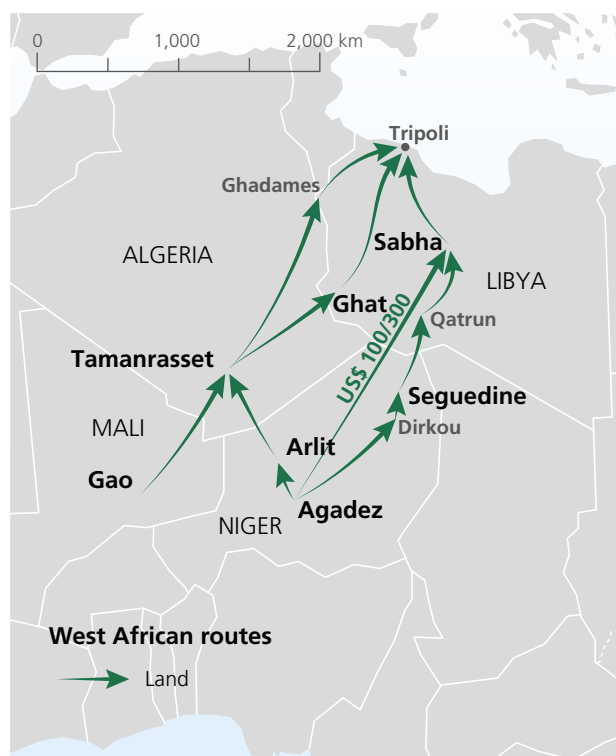 0 1,000 2,000 km
Tripoli
Ghadames
ALGERIA
Sabha
LIBYA
Ghat
US$ 100/300
Qatrun
Tamanrasset
Seguedine
MALI
Dirkou
Arlit
Gao
Agadez
NIGER
West African routes
Land